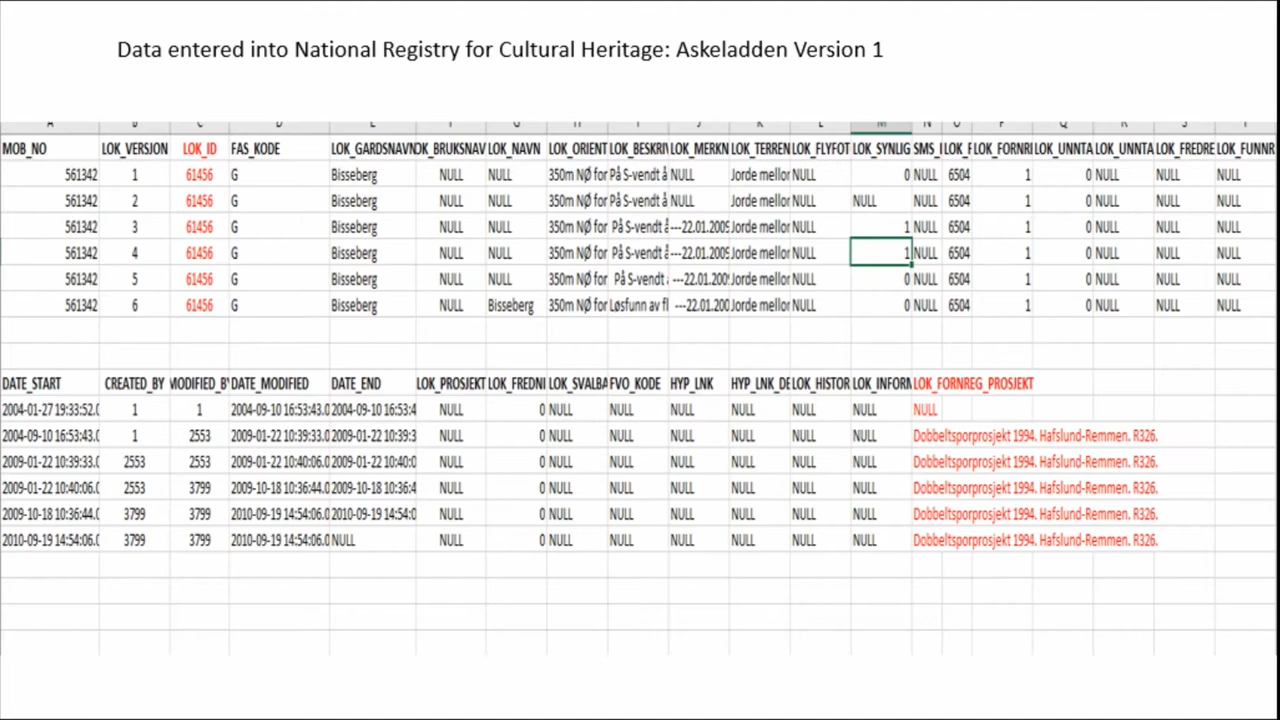 Data entered into National Registry for Cultural Heritage: Askeladden Version 1
A B C D E F G H I J K L M N O P Q R S T
MOB_NO LOK_VERSJON LOK_ID FAS_KODE LOK_GARDSNAVN OK_BRUKSNAV LOK_NAVN LOK_ORIENT LOK_BESKRIV LOK_MERKN LOK_TERREN LOK_FLYFOT LOK_SYNLIG SMS_I LOK_F LOK_FORNRI LOK_UNNTA LOK_UNNTA LOK_FREDRE LOK_FUNNR
561342 1 61456 G Bisseberg NULL NULL 350m NØ for På S-vendt å NULL Jorde mellor NULL 0 NULL 6504 1 0 NULL NULL NULL
561342 2 61456 G Bisseberg NULL NULL 350m NØ for På S-vendt å NULL Jorde mellor NULL NULL NULL 6504 1 0 NULL NULL NULL
561342 3 61456 G Bisseberg NULL NULL 350m NØ for På S-vendt å ---22.01.2009 Jorde mellor NULL 1 NULL 6504 1 0 NULL NULL NULL
561342 4 61456 G Bisseberg NULL NULL 350m NØ for På S-vendt å ---22.01.2009 Jorde mellor NULL 1 NULL 6504 1 0 NULL NULL NULL
561342 5 61456 G Bisseberg NULL NULL 350m NØ for På S-vendt ---22.01.200 Jorde mellor NULL 0 NULL 6504 1 0 NULL NULL NULL
561342 6 61456 G Bisseberg NULL Bisseberg 350m NØ for Løsfunn av fl ---22.01.200 Jorde mellor NULL 0 NULL 6504 1 0 NULL NULL NULL
DATE_START CREATED_BY MODIFIED_BY DATE_MODIFIED DATE_END LOK_PROSJEKT LOK_FREDNI LOK_SVALBA FVO_KODE HYP_LNK HYP_LNK_DE LOK_HISTOR LOK_INFORM LOK_FORNREG_PROSJEKT
2004-01-27 19:33:52.0 1 1 2004-09-10 16:53:43.0 2004-09-10 16:53:4 NULL 0 NULL NULL NULL NULL NULL NULL NULL
2004-09-10 16:53:43.0 1 2553 2009-01-22 10:39:33.0 2009-01-22 10:39:3 NULL 0 NULL NULL NULL NULL NULL NULL Dobbeltsporprosjekt 1994. Hafslund-Remmen. R326.
2009-01-22 10:39:33.0 2553 2553 2009-01-22 10:40:06.0 2009-01-22 10:40:0 NULL 0 NULL NULL NULL NULL NULL NULL Dobbeltsporprosjekt 1994. Hafslund-Remmen. R326.
2009-01-22 10:40:06.0 2553 3799 2009-10-18 10:36:44.0 2009-10-18 10:36:4 NULL 0 NULL NULL NULL NULL NULL NULL Dobbeltsporprosjekt 1994. Hafslund-Remmen. R326.
2009-10-18 10:36:44.0 3799 3799 2010-09-19 14:54:06.0 2010-09-19 14:54:0 NULL 0 NULL NULL NULL NULL NULL NULL Dobbeltsporprosjekt 1994. Hafslund-Remmen. R326.
2010-09-19 14:54:06.0 3799 3799 2010-09-19 14:54:06.0 NULL NULL 0 NULL NULL NULL NULL NULL NULL Dobbeltsporprosjekt 1994. Hafslund-Remmen. R326.